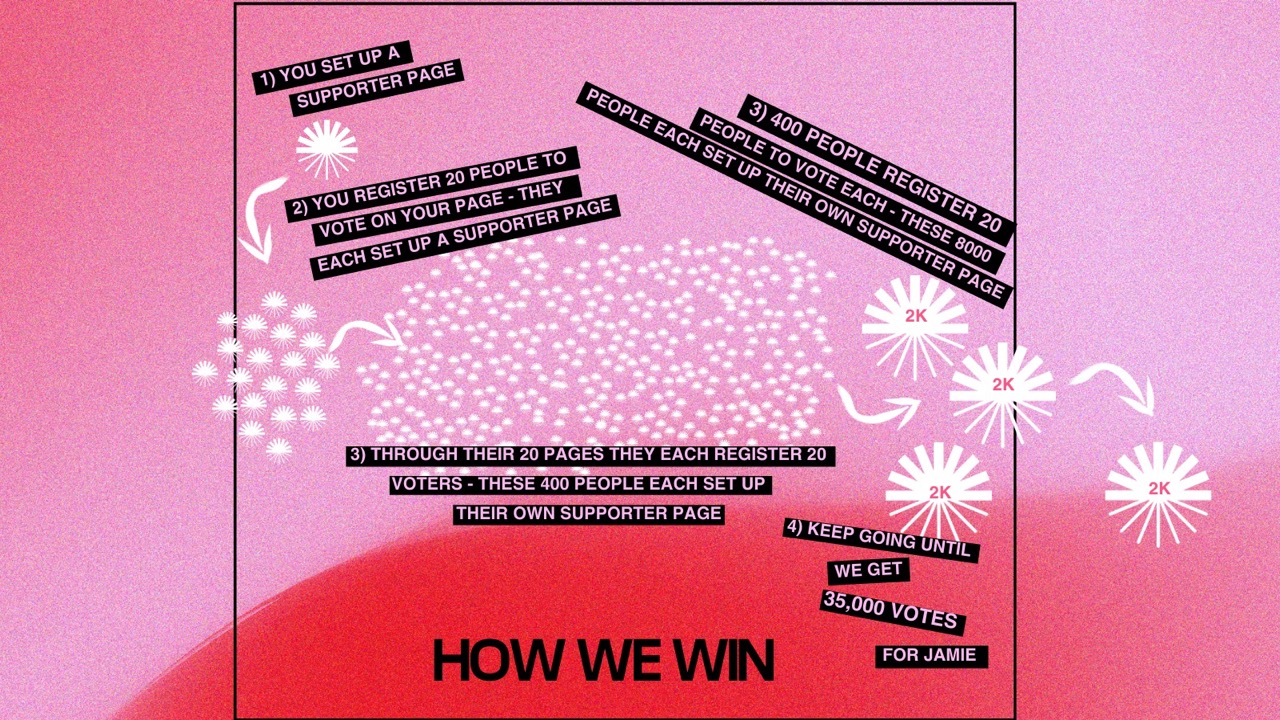 1) YOU SET UP A
SUPPORTER PAGE
2) YOU REGISTER 20 PEOPLE TO
VOTE ON YOUR PAGE - THEY
EACH SET UP A SUPPORTER PAGE
3) THROUGH THEIR 20 PAGES THEY EACH REGISTER 20
VOTERS - THESE 400 PEOPLE EACH SET UP
THEIR OWN SUPPORTER PAGE
3) 400 PEOPLE REGISTER 20
PEOPLE TO VOTE EACH - THESE 8000
PEOPLE EACH SET UP THEIR OWN SUPPORTER PAGE
2K
2K
2K
2K
4) KEEP GOING UNTIL
WE GET
35,000 VOTES
FOR JAMIE
HOW WE WIN